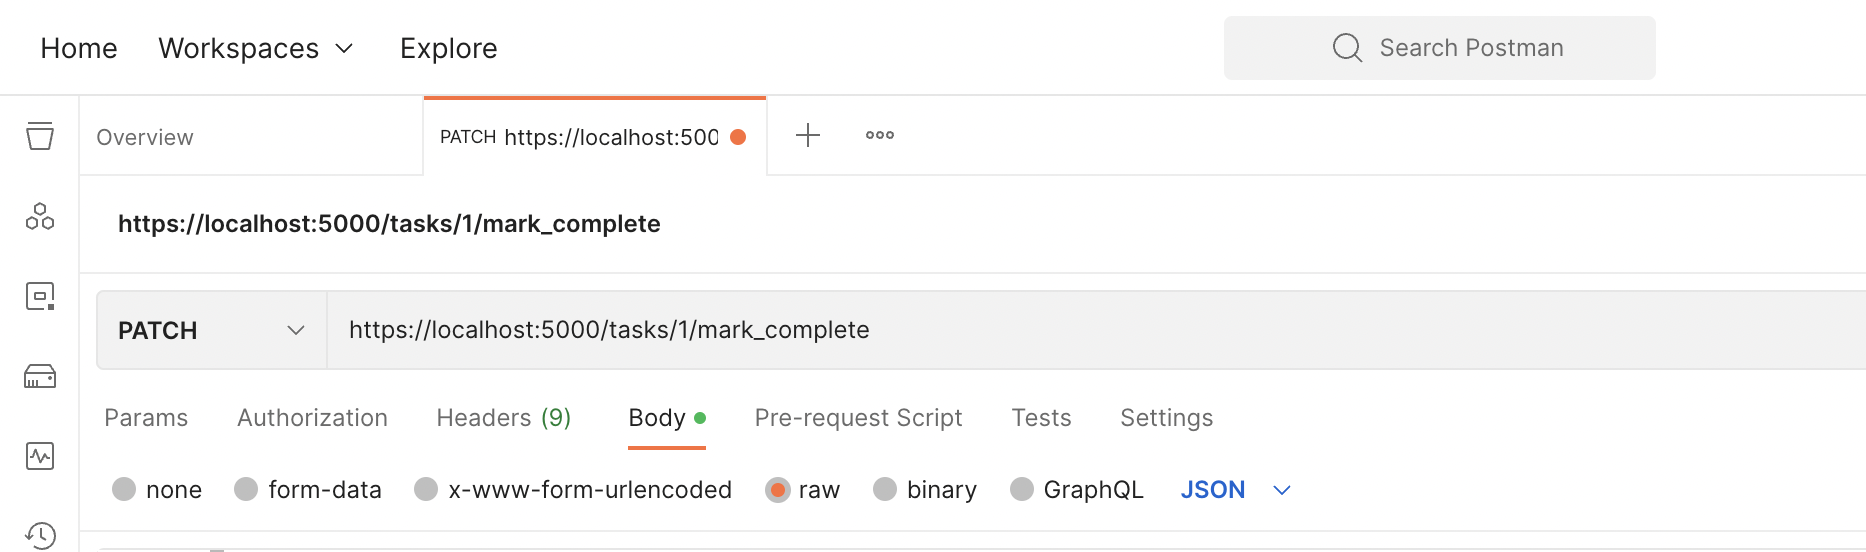 Home Workspaces Explore Search Postman
Overview PATCH https://localhost:500
https://localhost:5000/tasks/1/mark_complete
PATCH https://localhost:5000/tasks/1/mark_complete
Params Authorization Headers (9) Body Pre-request Script Tests Settings
none form-data x-www-form-urlencoded raw binary GraphQL JSON